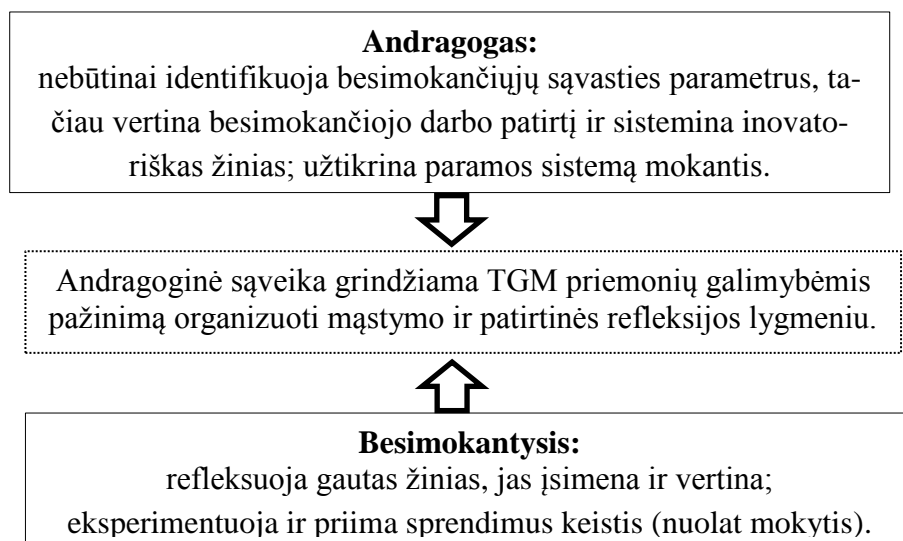 Andragogas:
nebūtinai identifikuoja besimokančiųjų sąvasties parametrus, ta-
čiau vertina besimokančiojo darbo patirtį ir sistemina inovato-
riškas žinias; užtikrina paramos sistemą mokantis.
Andragoginė sąveika grindžiama TGM priemonių galimybėmis
pažinimą organizuoti mąstymo ir patirtinės refleksijos lygmeniu.
Besimokantysis:
refleksuoja gautas žinias, jas įsimena ir vertina;
eksperimentuoja ir priima sprendimus keistis (nuolat mokytis).